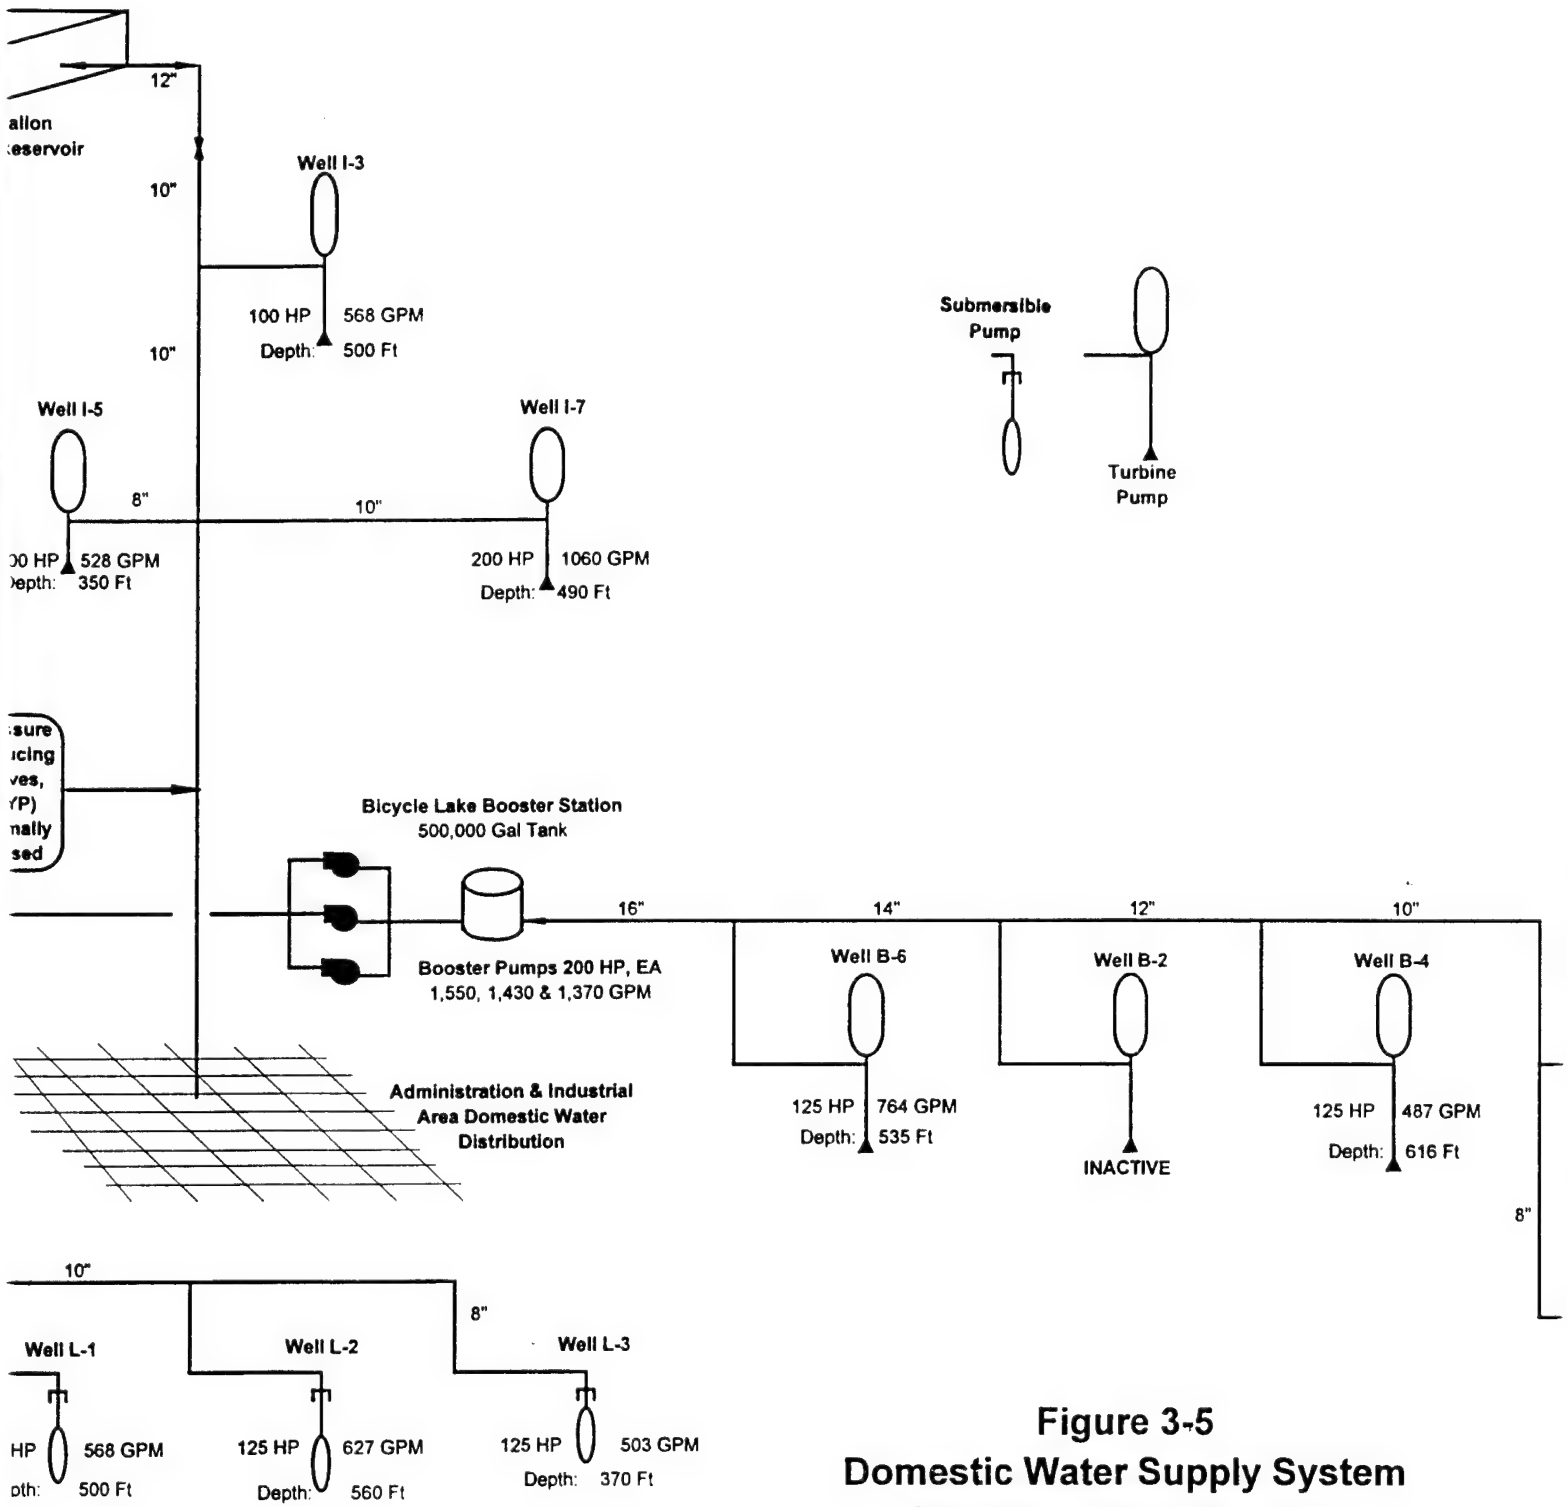 12"
allon
eservoir
10"
Well I-3
100 HP 568 GPM
Depth: 500 Ft
10"
Submersible
Pump
Turbine
Pump
Well I-5
Well I-7
8"
10"
00 HP 528 GPM
epth: 350 Ft
200 HP 1060 GPM
Depth: 490 Ft
sure
icing
ves,
YP)
mally
sed
Bicycle Lake Booster Station
500,000 Gal Tank
Booster Pumps 200 HP, EA
1,550, 1,430 & 1,370 GPM
16"
14"
12"
10"
Well B-6
125 HP 764 GPM
Depth: 535 Ft
Well B-2
INACTIVE
Well B-4
125 HP 487 GPM
Depth: 616 Ft
8"
Administration & Industrial
Area Domestic Water
Distribution
10"
8"
Well L-1
HP 568 GPM
pth: 500 Ft
Well L-2
125 HP 627 GPM
Depth: 560 Ft
Well L-3
125 HP 503 GPM
Depth: 370 Ft
Figure 3-5
Domestic Water Supply System